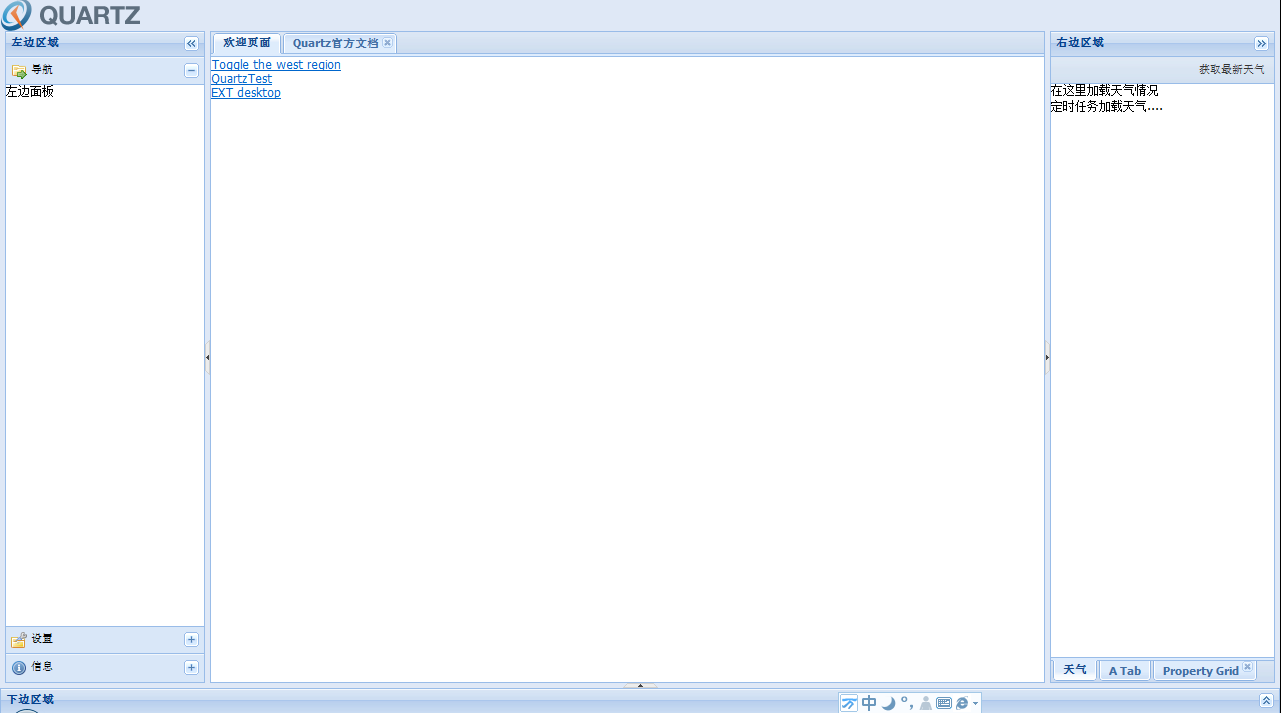 QUARTZ
左边区域
导航
左边面板
设置
信息
欢迎页面
Quartz官方文档
Toggle the west region
QuartzTest
EXT desktop
右边区域
获取最新天气
在这里加载天气情况
定时任务加载天气....
天气
A Tab
Property Grid
下边区域
中